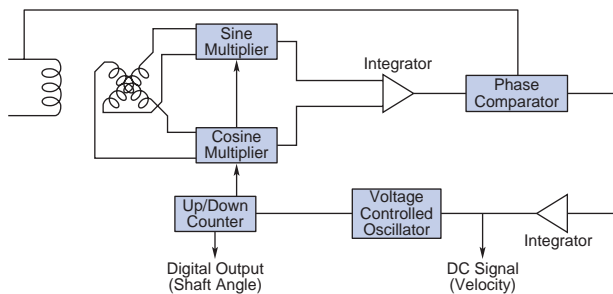 Sine
Multiplier
Integrator
Phase
Comparator
Cosine
Multiplier
Up/Down
Counter
Voltage
Controlled
Oscillator
Integrator
Digital Output
(Shaft Angle)
DC Signal
(Velocity)